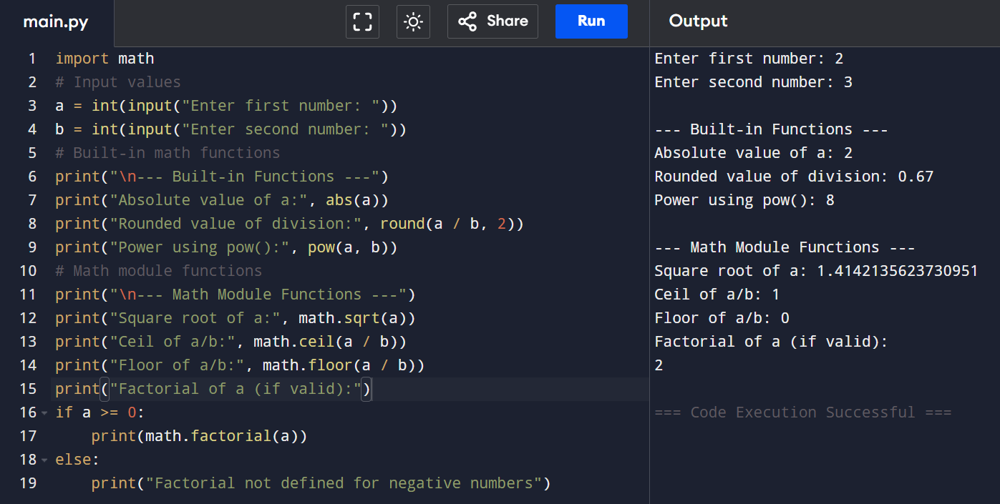 main.py
Share
Run
Output
1 import math
2 # Input values
3 a = int(input("Enter first number: "))
4 b = int(input("Enter second number: "))
5 # Built-in math functions
6 print("\n--- Built-in Functions ---")
7 print("Absolute value of a:", abs(a))
8 print("Rounded value of division:", round(a / b, 2))
9 print("Power using pow():", pow(a, b))
10 # Math module functions
11 print("\n--- Math Module Functions ---")
12 print("Square root of a:", math.sqrt(a))
13 print("Ceil of a/b:", math.ceil(a / b))
14 print("Floor of a/b:", math.floor(a / b))
15 print("Factorial of a (if valid):")
16 if a >= 0:
17     print(math.factorial(a))
18 else:
19     print("Factorial not defined for negative numbers")
Enter first number: 2
Enter second number: 3
--- Built-in Functions ---
Absolute value of a: 2
Rounded value of division: 0.67
Power using pow(): 8
--- Math Module Functions ---
Square root of a: 1.4142135623730951
Ceil of a/b: 1
Floor of a/b: 0
Factorial of a (if valid):
2
=== Code Execution Successful ===